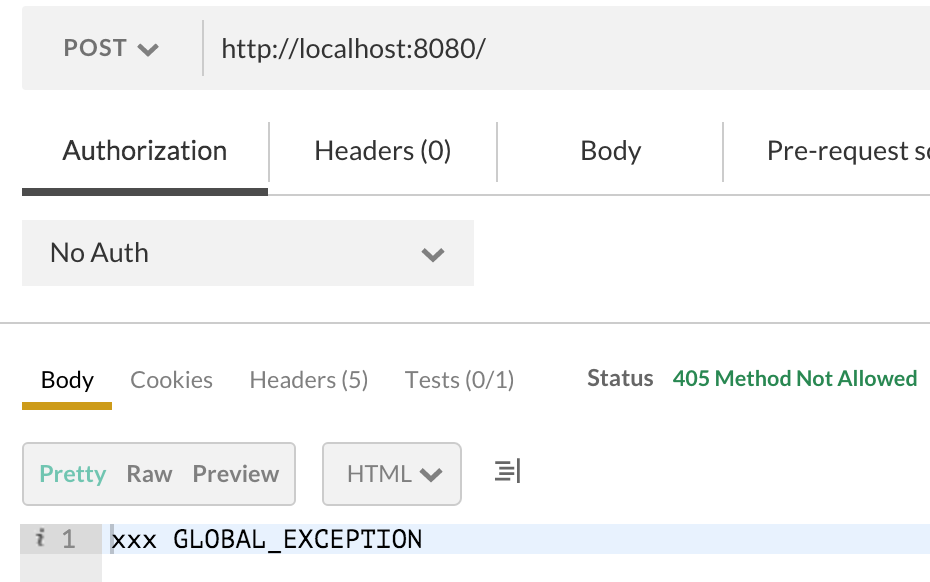 POST http://localhost:8080/
Authorization Headers (0) Body Pre-request s
No Auth
Body Cookies Headers (5) Tests (0/1) Status 405 Method Not Allowed
Pretty Raw Preview HTML
i 1 xxx GLOBAL_EXCEPTION